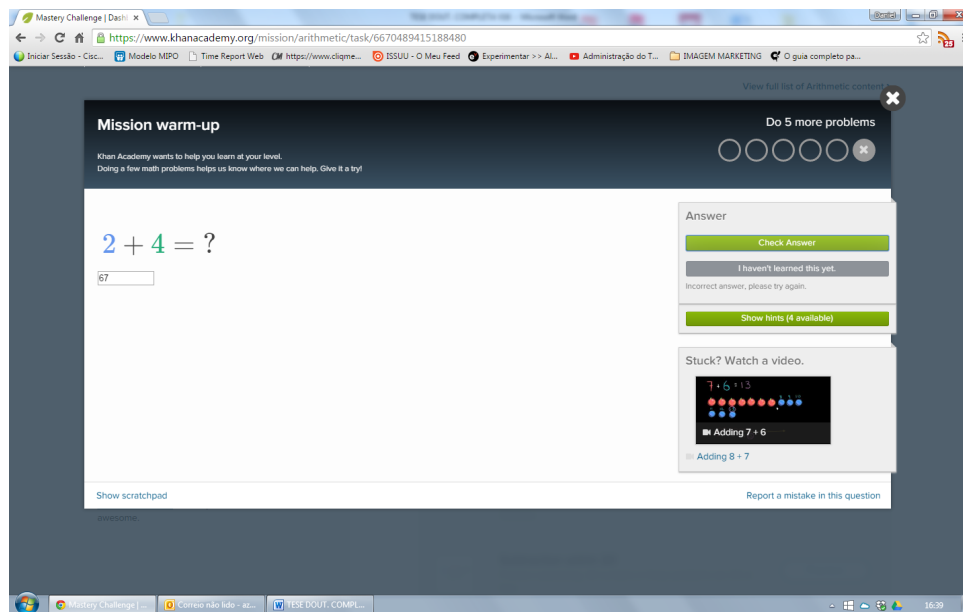 Mastery Challenge | Dash
Daniel
https://www.khanacademy.org/mission/arithmetic/task/6670489415188480
25
Iniciar Sessão - Cisc...
Modelo MIPO
Time Report Web
https://www.cliqme...
ISSUU - O Meu Feed
Experimentar >> Al...
Administração do T...
IMAGEM MARKETING
O guia completo pa...
View full list of Arithmetic content
Mission warm-up
Do 5 more problems
Khan Academy wants to help you learn at your level.
Doing a few math problems helps us know where we can help. Give it a try!
2 + 4 = ?
67
Answer
Check Answer
I haven't learned this yet.
Incorrect answer, please try again.
Show hints (4 available)
Stuck? Watch a video.
7 + 6 = 13
Adding 7 + 6
Adding 8 + 7
Show scratchpad
Report a mistake in this question
awesome.
Mastery Challenge | ...
Correio não lido - az...
TESE DOUT. COMPL...
16:39